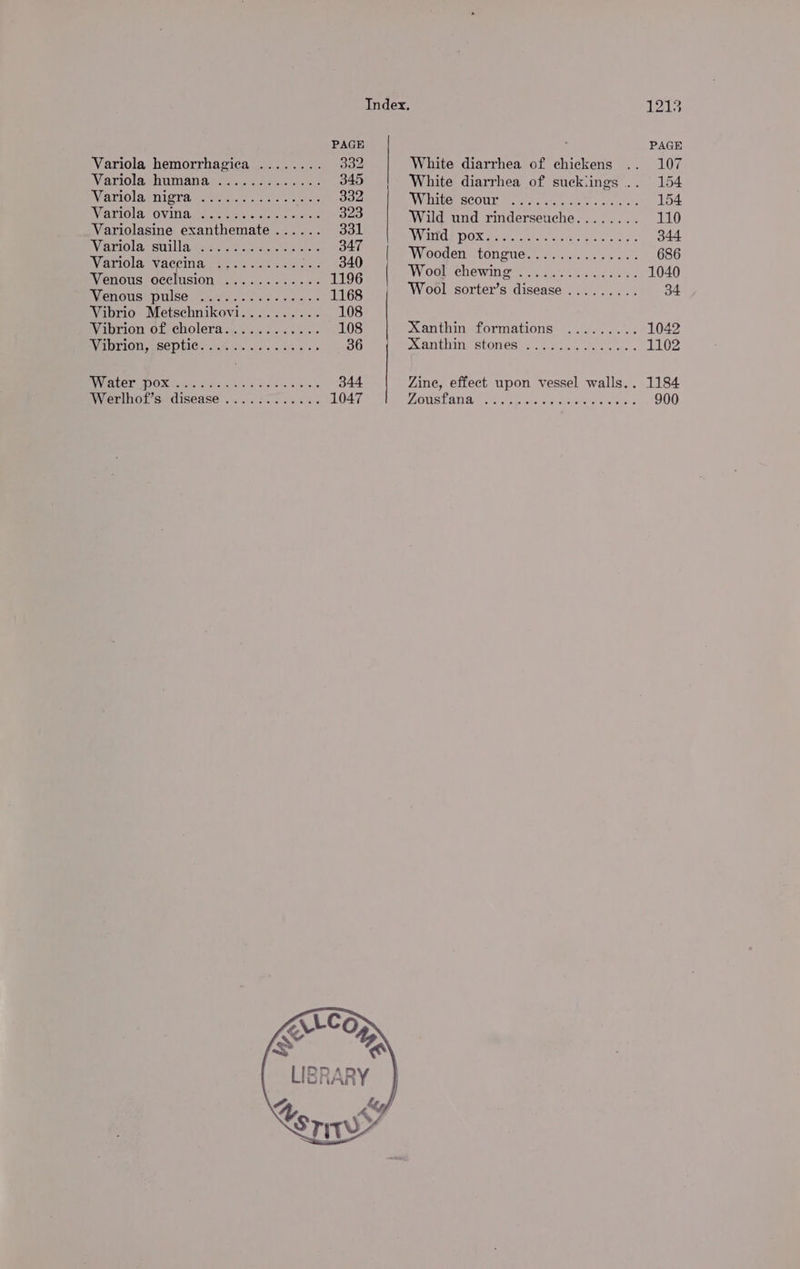 Index. 1213
PAGE
Variola hemorrhagica ......... 332
Variola humana ............. 345
Variola nigra ............... 332
Variola ovina ............... 323
Variolasine exanthemate ...... 331
Variola suilla ............... 347
Variola vaccina ............. 340
Venous occlusion ............ 1196
Venous pulse ............... 1168
Vibrio Metschnikovi.......... 108
Vibrion of cholera............ 108
Vibrion, septic............... 36
Water pox .................. 344
Werlhof's disease ............ 1047
PAGE
White diarrhea of chickens .. 107
White diarrhea of sucklings .. 154
White scour ................ 154
Wild und rinderseuche........ 110
Wind pox................... 344
Wooden tongue.............. 686
Wool chewing ............... 1040
Wool sorter's disease ......... 34
Xanthin formations ......... 1042
Xanthin stones .............. 1102
Zinc, effect upon vessel walls.. 1184
Zousfana ................... 900
WELLCOME
LIBRARY